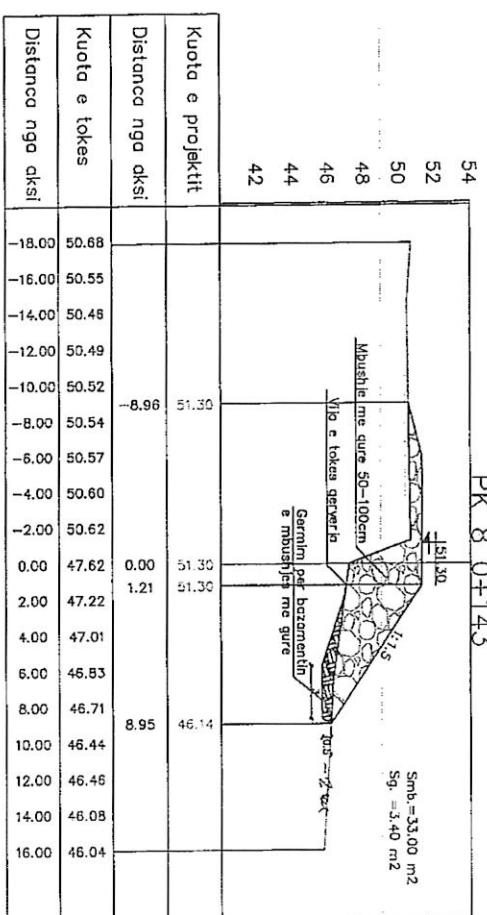 PK 8 0+143
Smb.=33.00 m2
Sg. =3.40 m2
54
52
50
48
46
44
42
51.30
1:1.5
Mbushje me gure 50-100cm
Vija e tokes
Germim per bazamentin
e mbushjes me gure
Kuota e projektit
51.30 51.30 51.30 46.14
Distanca nga aksi
-8.96 0.00 1.21 8.95
Kuota e tokes
50.68 50.55 50.48 50.49 50.52 50.54 50.57 50.60 50.62 47.62 47.22 47.01 46.83 46.71 46.44 46.46 46.08 46.04
Distanca nga aksi
-18.00 -16.00 -14.00 -12.00 -10.00 -8.00 -6.00 -4.00 -2.00 0.00 2.00 4.00 6.00 8.00 10.00 12.00 14.00 16.00